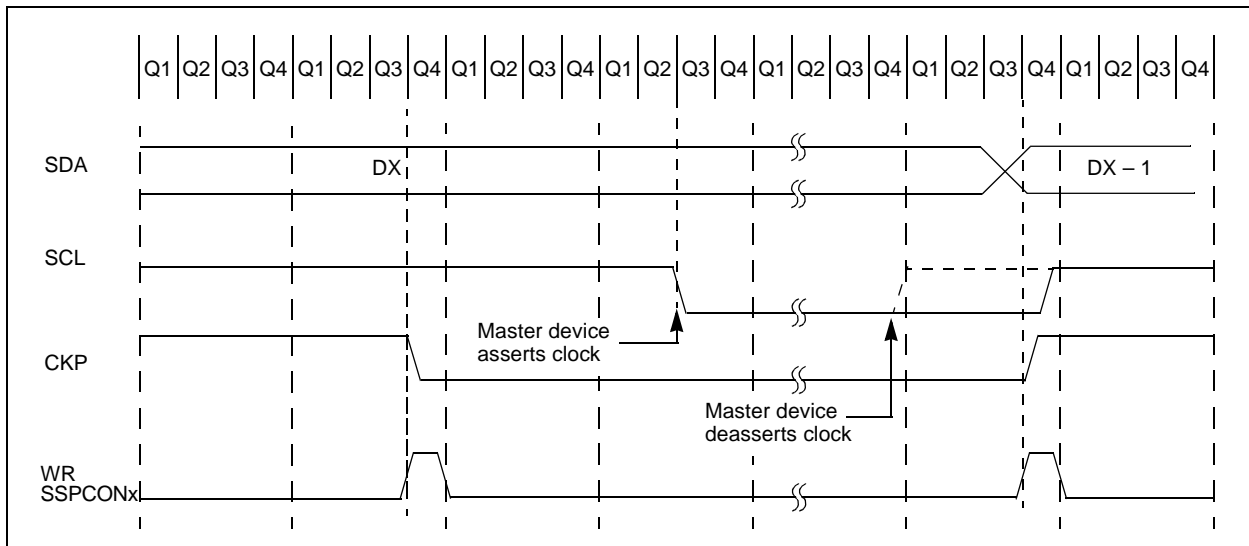 Q1 Q2 Q3 Q4 Q1 Q2 Q3 Q4 Q1 Q2 Q3 Q4 Q1 Q2 Q3 Q4 Q1 Q2 Q3 Q4 Q1 Q2 Q3 Q4 Q1 Q2 Q3 Q4
SDA
DX
DX – 1
SCL
Master device
asserts clock
CKP
Master device
deasserts clock
WR
SSPCONx